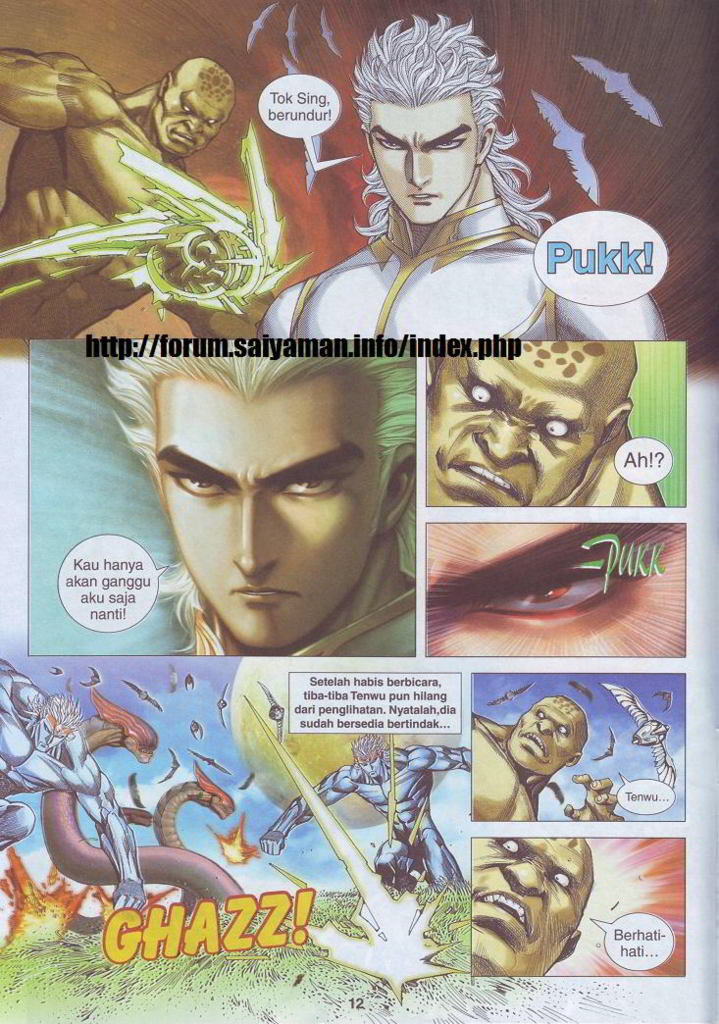 Tok Sing,
berundur!
Pukk!
http://forum.saiyaman.info/index.php
Ah!?
Kau hanya
akan ganggu
aku saja
nanti!
PUKK
Setelah habis berbicara,
tiba-tiba Tenwu pun hilang
dari penglihatan. Nyatalah,dia
sudah bersedia bertindak...
Tenwu...
GHAZZ!
Berhati-
hati...
12